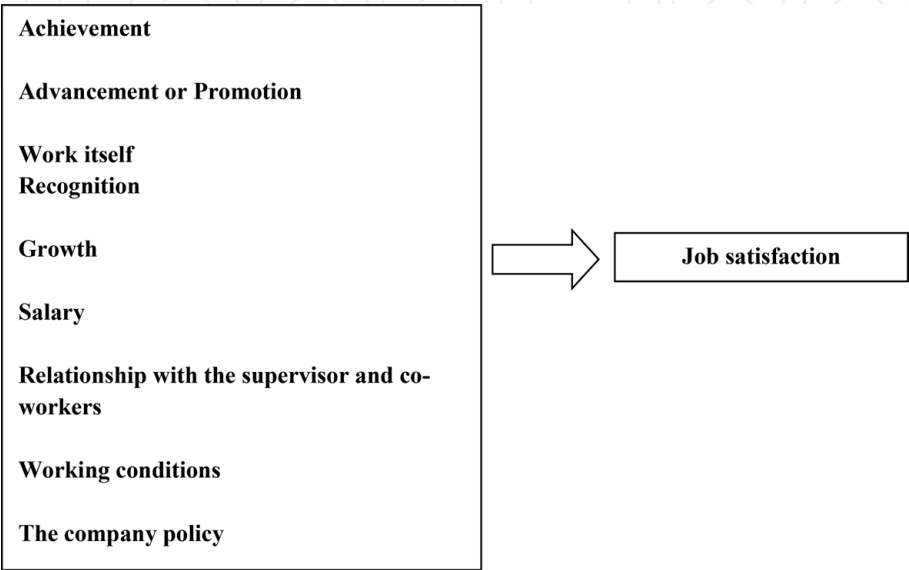 Achievement
Advancement or Promotion
Work itself
Recognition
Growth
Salary
Relationship with the supervisor and co-
workers
Working conditions
The company policy
Job satisfaction